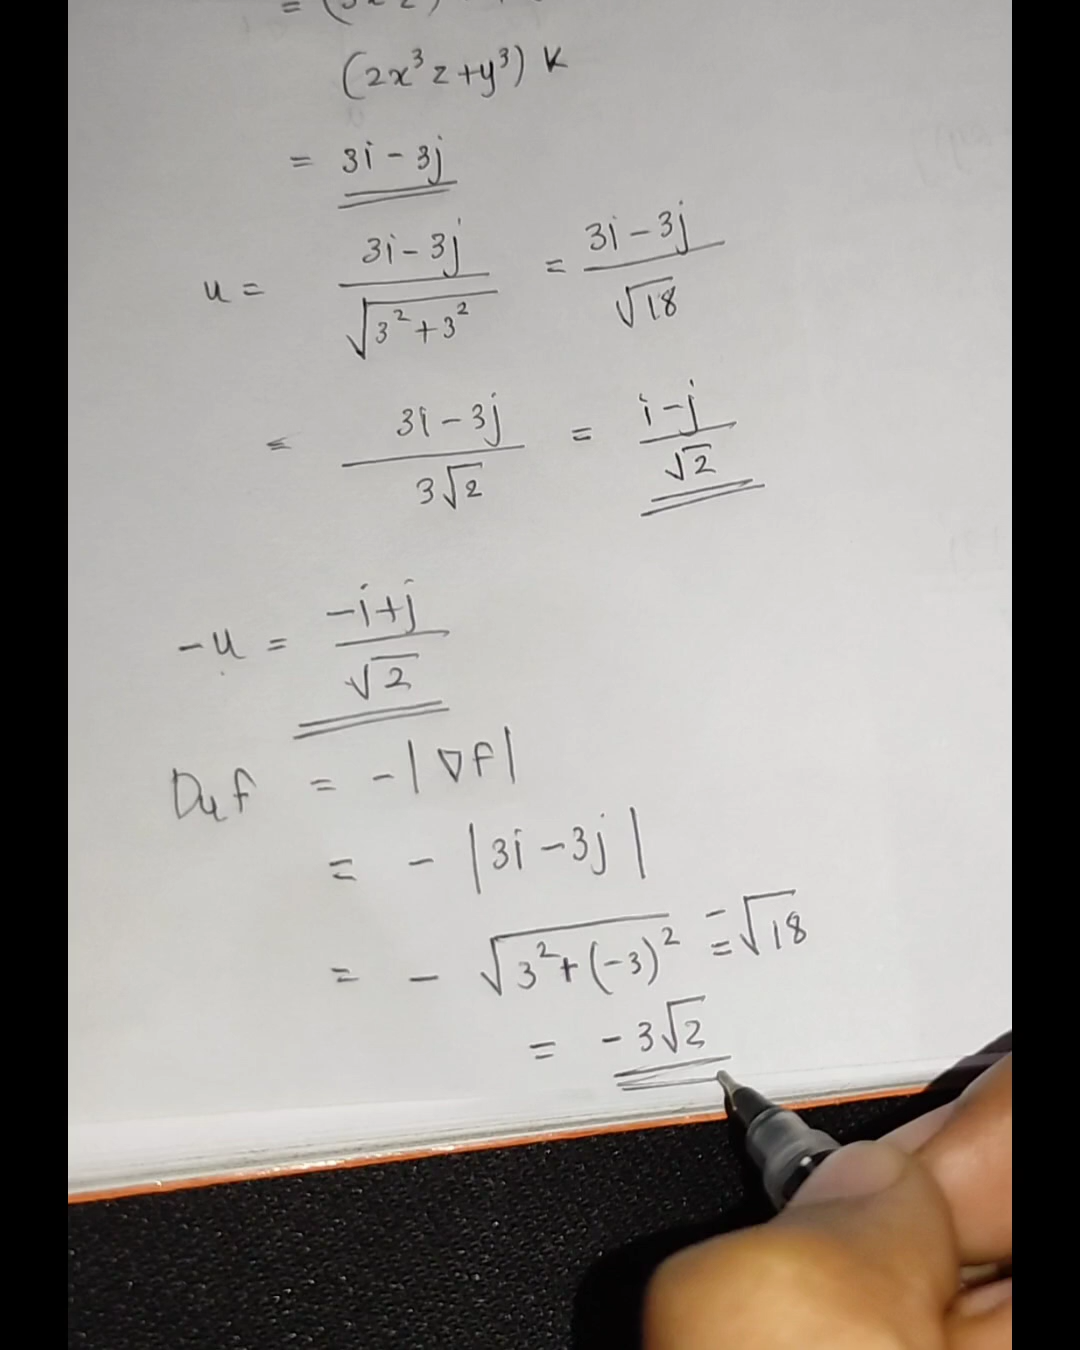 (2x³z+y³) k
= 3i - 3j
u = (3i - 3j)/√(3² + 3²) = (3i - 3j)/√18
= (3i - 3j)/(3√2) = (i - j)/√2
-u = (-i + j)/√2
Duf = -|∇f|
= - |3i - 3j|
= - √(3² + (-3)²) = -√18
= -3√2